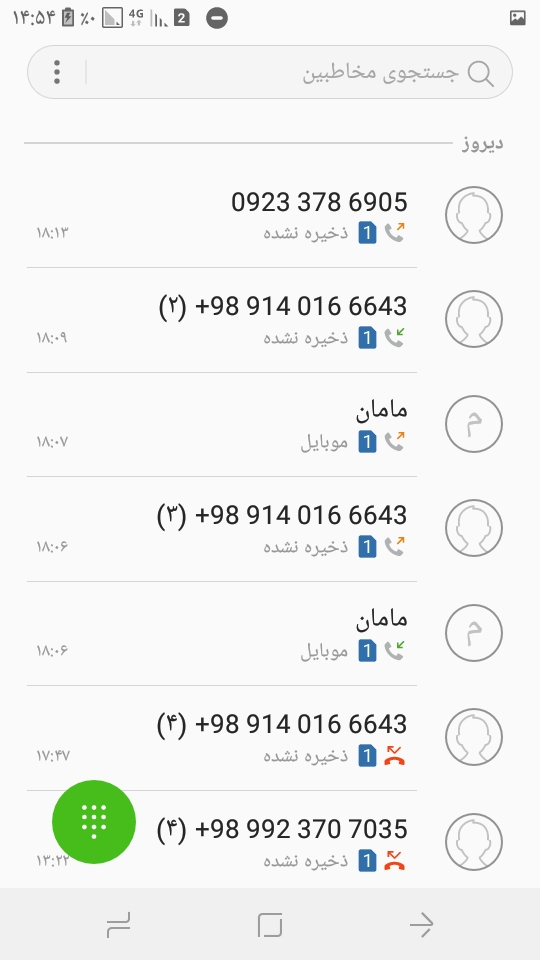 ۱۴:۵۴ ٪۰ 4G 2
جستجوی مخاطبین
دیروز
0923 378 6905
ذخیره نشده 1 ۱۸:۱۳
+98 914 016 6643 (۲)
ذخیره نشده 1 ۱۸:۰۹
مامان
م
موبایل 1 ۱۸:۰۷
+98 914 016 6643 (۳)
ذخیره نشده 1 ۱۸:۰۶
مامان
م
موبایل 1 ۱۸:۰۶
+98 914 016 6643 (۴)
ذخیره نشده 1 ۱۷:۴۷
+98 992 370 7035 (۴)
ذخیره نشده 1 ۱۳:۲۲